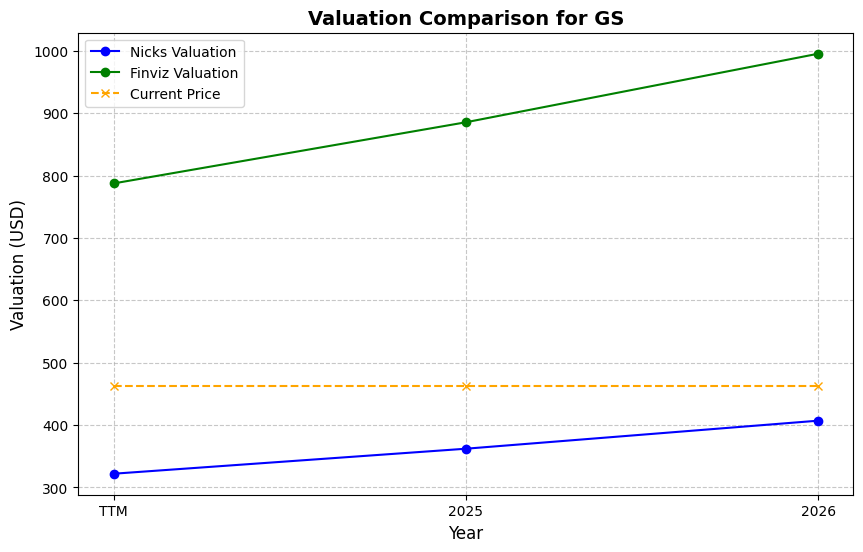 Valuation Comparison for GS
Nicks Valuation
Finviz Valuation
Current Price
Valuation (USD)
1000
900
800
700
600
500
400
300
TTM
2025
2026
Year